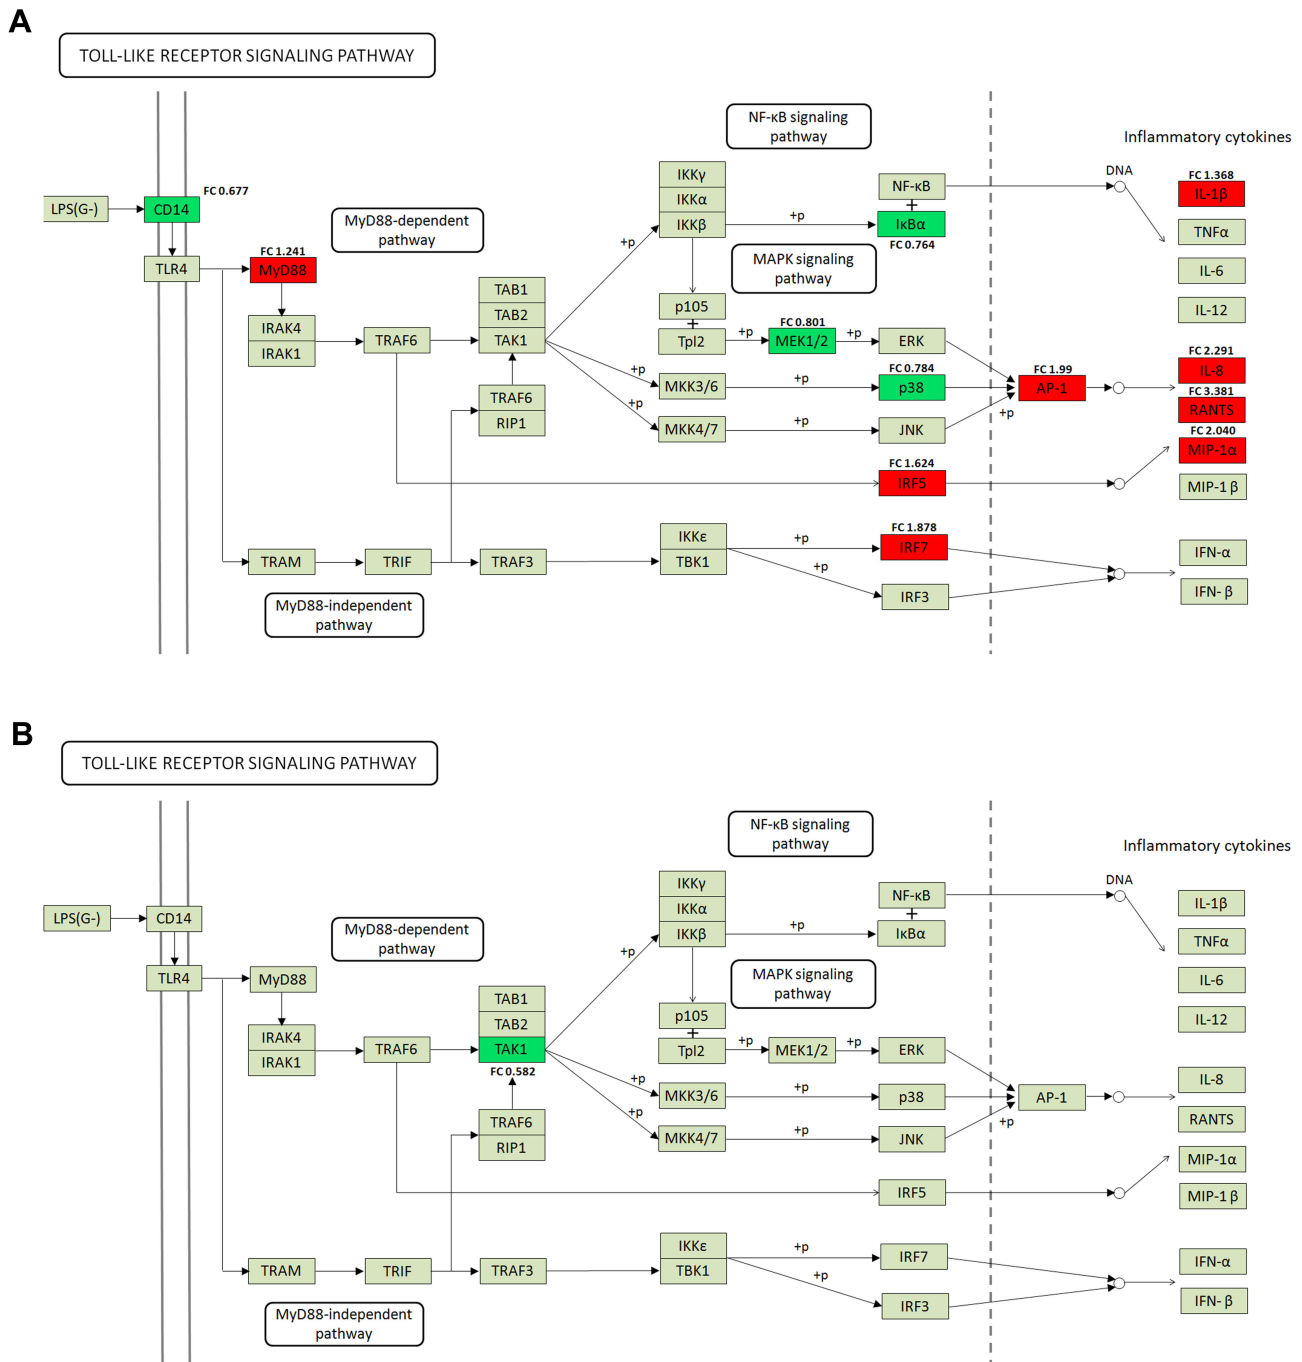 A
TOLL-LIKE RECEPTOR SIGNALING PATHWAY
NF-κB signaling
pathway
Inflammatory cytokines
DNA
LPS(G-)
CD14
FC 0.677
TLR4
MyD88-dependent
pathway
FC 1.241
MyD88
IRAK4
IRAK1
TRAF6
TAB1
TAB2
TAK1
TRAF6
RIP1
+p
+p
+p
IKKγ
IKKα
IKKβ
+p
NF-κB
+
IκBα
FC 0.764
MAPK signaling
pathway
p105
+
Tpl2
+p
FC 0.801
MEK1/2
+p
ERK
MKK3/6
+p
FC 0.784
p38
MKK4/7
+p
JNK
+p
FC 1.99
AP-1
FC 1.624
IRF5
TRAM
TRIF
TRAF3
IKKε
TBK1
+p
+p
FC 1.878
IRF7
IRF3
MyD88-independent
pathway
FC 1.368
IL-1β
TNFα
IL-6
IL-12
FC 2.291
IL-8
FC 3.381
RANTS
FC 2.040
MIP-1α
MIP-1 β
IFN-α
IFN- β
B
TOLL-LIKE RECEPTOR SIGNALING PATHWAY
NF-κB signaling
pathway
Inflammatory cytokines
DNA
LPS(G-)
CD14
TLR4
MyD88-dependent
pathway
MyD88
IRAK4
IRAK1
TRAF6
TAB1
TAB2
TAK1
FC 0.582
TRAF6
RIP1
+p
+p
+p
IKKγ
IKKα
IKKβ
+p
NF-κB
+
IκBα
MAPK signaling
pathway
p105
+
Tpl2
+p
MEK1/2
+p
ERK
MKK3/6
+p
p38
MKK4/7
+p
JNK
+p
AP-1
IRF5
TRAM
TRIF
TRAF3
IKKε
TBK1
+p
+p
IRF7
IRF3
MyD88-independent
pathway
IL-1β
TNFα
IL-6
IL-12
IL-8
RANTS
MIP-1α
MIP-1 β
IFN-α
IFN- β